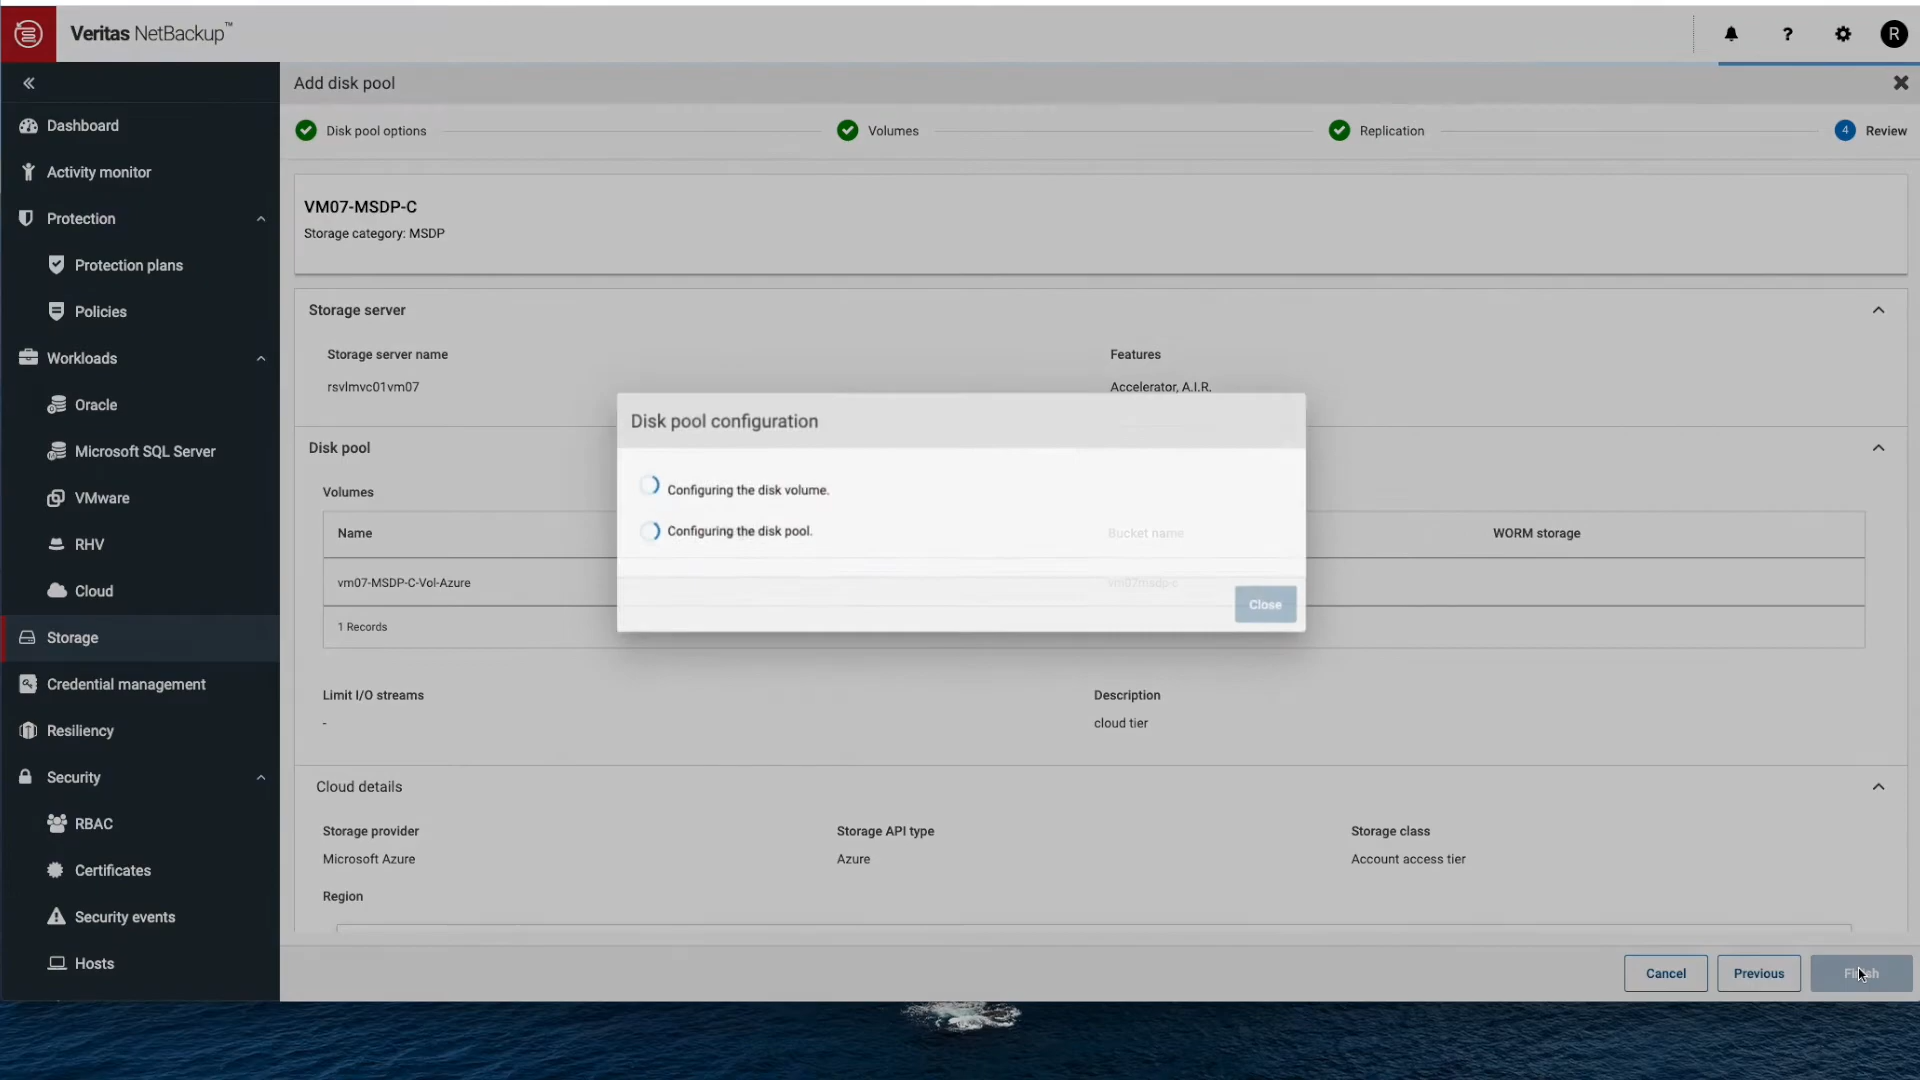 Veritas NetBackup™
?
R
Add disk pool
Disk pool options
Volumes
Replication
4 Review
Dashboard
Activity monitor
Protection
Protection plans
Policies
Workloads
Oracle
Microsoft SQL Server
VMware
RHV
Cloud
Storage
Credential management
Resiliency
Security
RBAC
Certificates
Security events
Hosts
VM07-MSDP-C
Storage category: MSDP
Storage server
Storage server name
Features
rsvlmvc01vm07
Accelerator, A.I.R.
Disk pool
Volumes
Name
Bucket name
WORM storage
vm07-MSDP-C-Vol-Azure
vm07msdp-c
1 Records
Disk pool configuration
Configuring the disk volume.
Configuring the disk pool.
Close
Limit I/O streams
Description
-
cloud tier
Cloud details
Storage provider
Storage API type
Storage class
Microsoft Azure
Azure
Account access tier
Region
Cancel
Previous
Finish